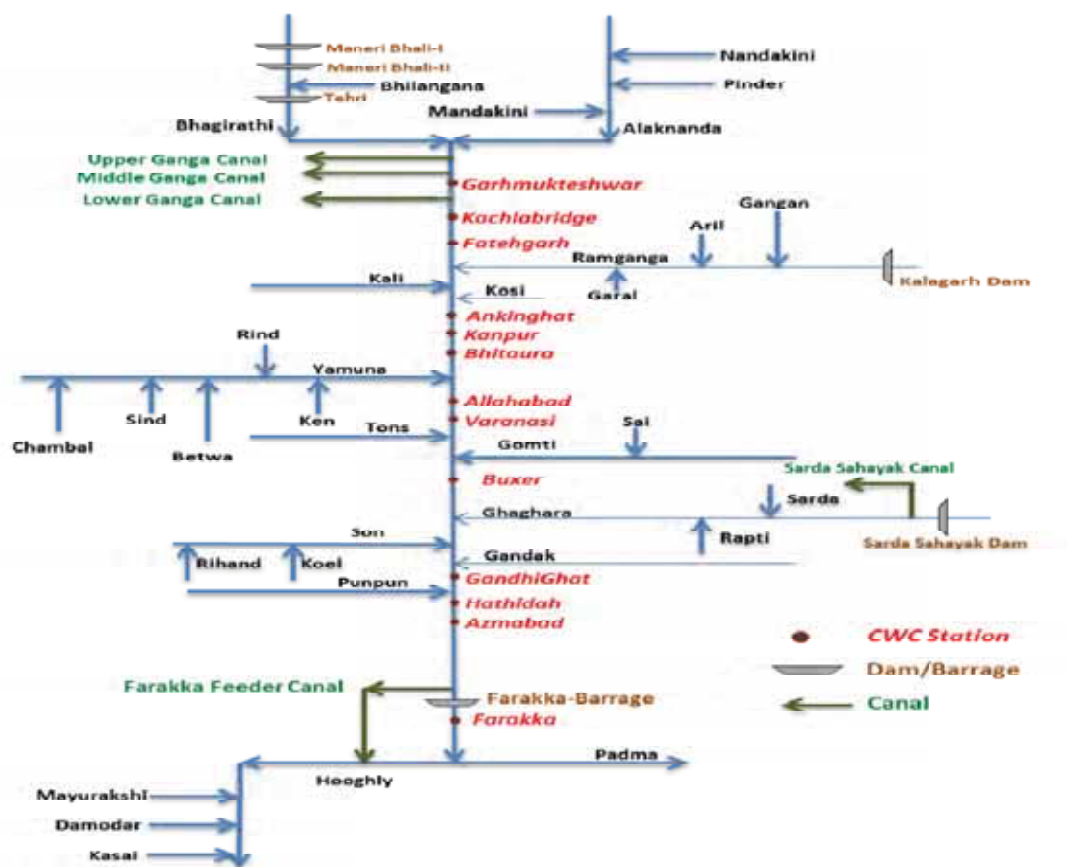 Maneri Bhali-I
Maneri Bhali-II
Bhilangana
Tehri
Bhagirathi
Nandakini
Pinder
Mandakini
Alaknanda
Upper Ganga Canal
Middle Ganga Canal
Lower Ganga Canal
Garhmukteshwar
Kachlabridge
Fatehgarh
Gangan
Aril
Ramganga
Kalagarh Dam
Kali
Kosi
Garal
Ankinghat
Kanpur
Bhitaura
Rind
Yamuna
Chambal
Sind
Betwa
Ken
Allahabad
Varanasi
Tons
Sai
Gomti
Buxer
Sarda Sahayak Canal
Sarda
Ghaghara
Rapti
Sarda Sahayak Dam
Son
Rihand
Koel
Gandak
GandhiGhat
Punpun
Hathidah
Azmabad
CWC Station
Dam/Barrage
Canal
Farakka Feeder Canal
Farakka-Barrage
Farakka
Padma
Hooghly
Mayurakshi
Damodar
Kasai